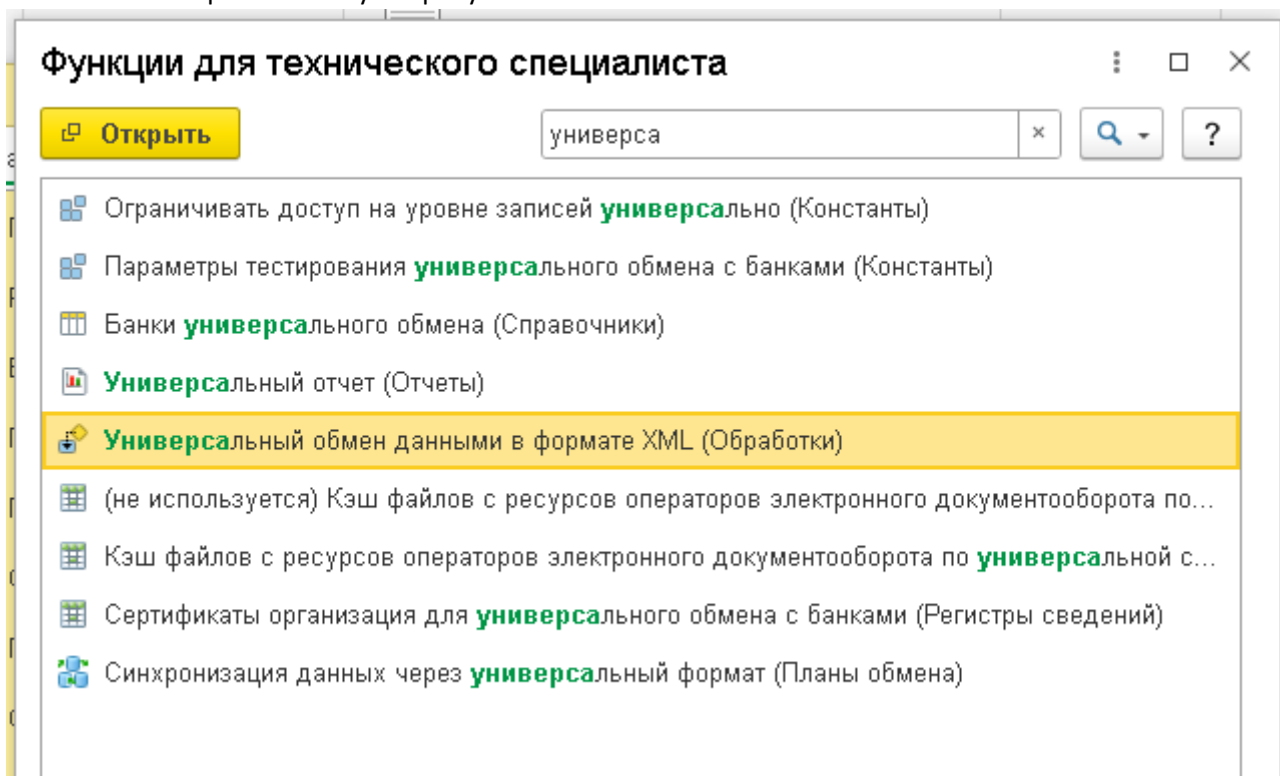 Функции для технического специалиста
Открыть
универса
?
Ограничивать доступ на уровне записей универсально (Константы)
Параметры тестирования универсального обмена с банками (Константы)
Банки универсального обмена (Справочники)
Универсальный отчет (Отчеты)
Универсальный обмен данными в формате XML (Обработки)
(не используется) Кэш файлов с ресурсов операторов электронного документооборота по...
Кэш файлов с ресурсов операторов электронного документооборота по универсальной с...
Сертификаты организация для универсального обмена с банками (Регистры сведений)
Синхронизация данных через универсальный формат (Планы обмена)